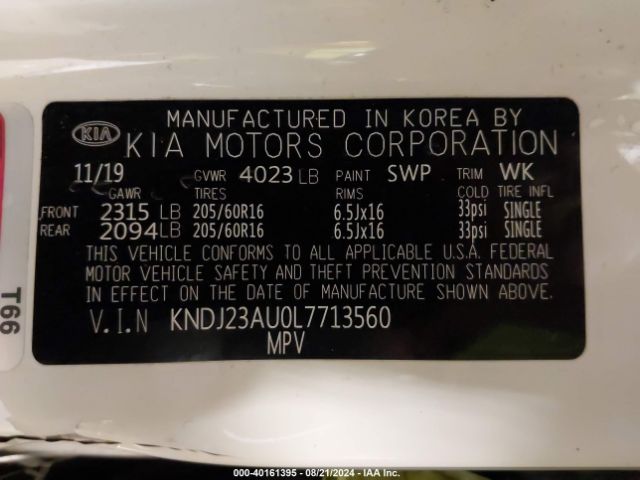 MANUFACTURED IN KOREA BY
KIA KIA MOTORS CORPORATION
11/19 GVWR 4023 LB PAINT SWP TRIM WK
GAWR TIRES RIMS COLD TIRE INFL
FRONT 2315 LB 205/60R16 6.5Jx16 33psi SINGLE
REAR 2094 LB 205/60R16 6.5Jx16 33psi SINGLE
THIS VEHICLE CONFORMS TO ALL APPLICABLE U.S.A. FEDERAL
MOTOR VEHICLE SAFETY AND THEFT PREVENTION STANDARDS
IN EFFECT ON THE DATE OF MANUFACTURE SHOWN ABOVE.
V.I.N KNDJ23AU0L7713560
MPV
T66
000-40161395 - 08/21/2024 - IAA Inc.